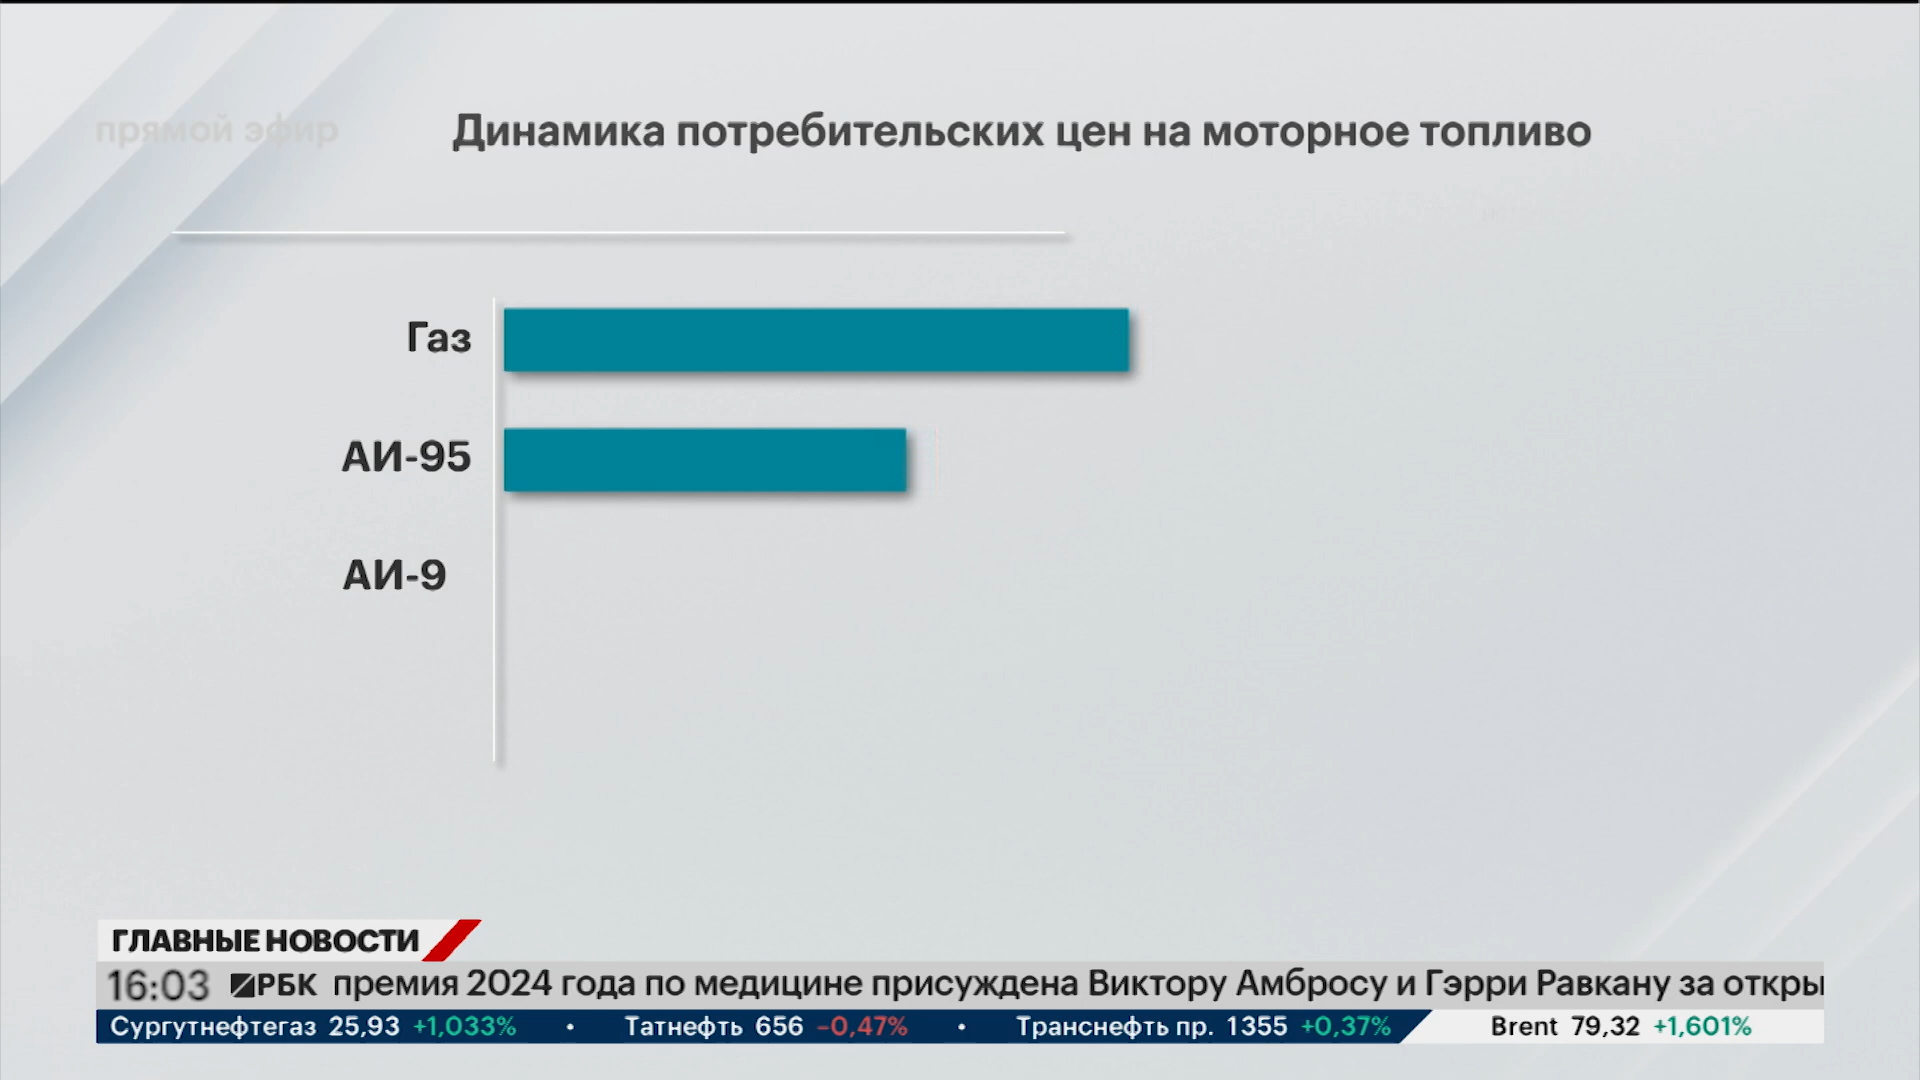 прямой эфир
Динамика потребительских цен на моторное топливо
Газ
АИ-95
АИ-9
ГЛАВНЫЕ НОВОСТИ
16:03 РБК премия 2024 года по медицине присуждена Виктору Амбросу и Гэрри Равкану за откры
Сургутнефтегаз 25,93 +1,033% • Татнефть 656 −0,47% • Транснефть пр. 1355 +0,37% Brent 79,32 +1,601%